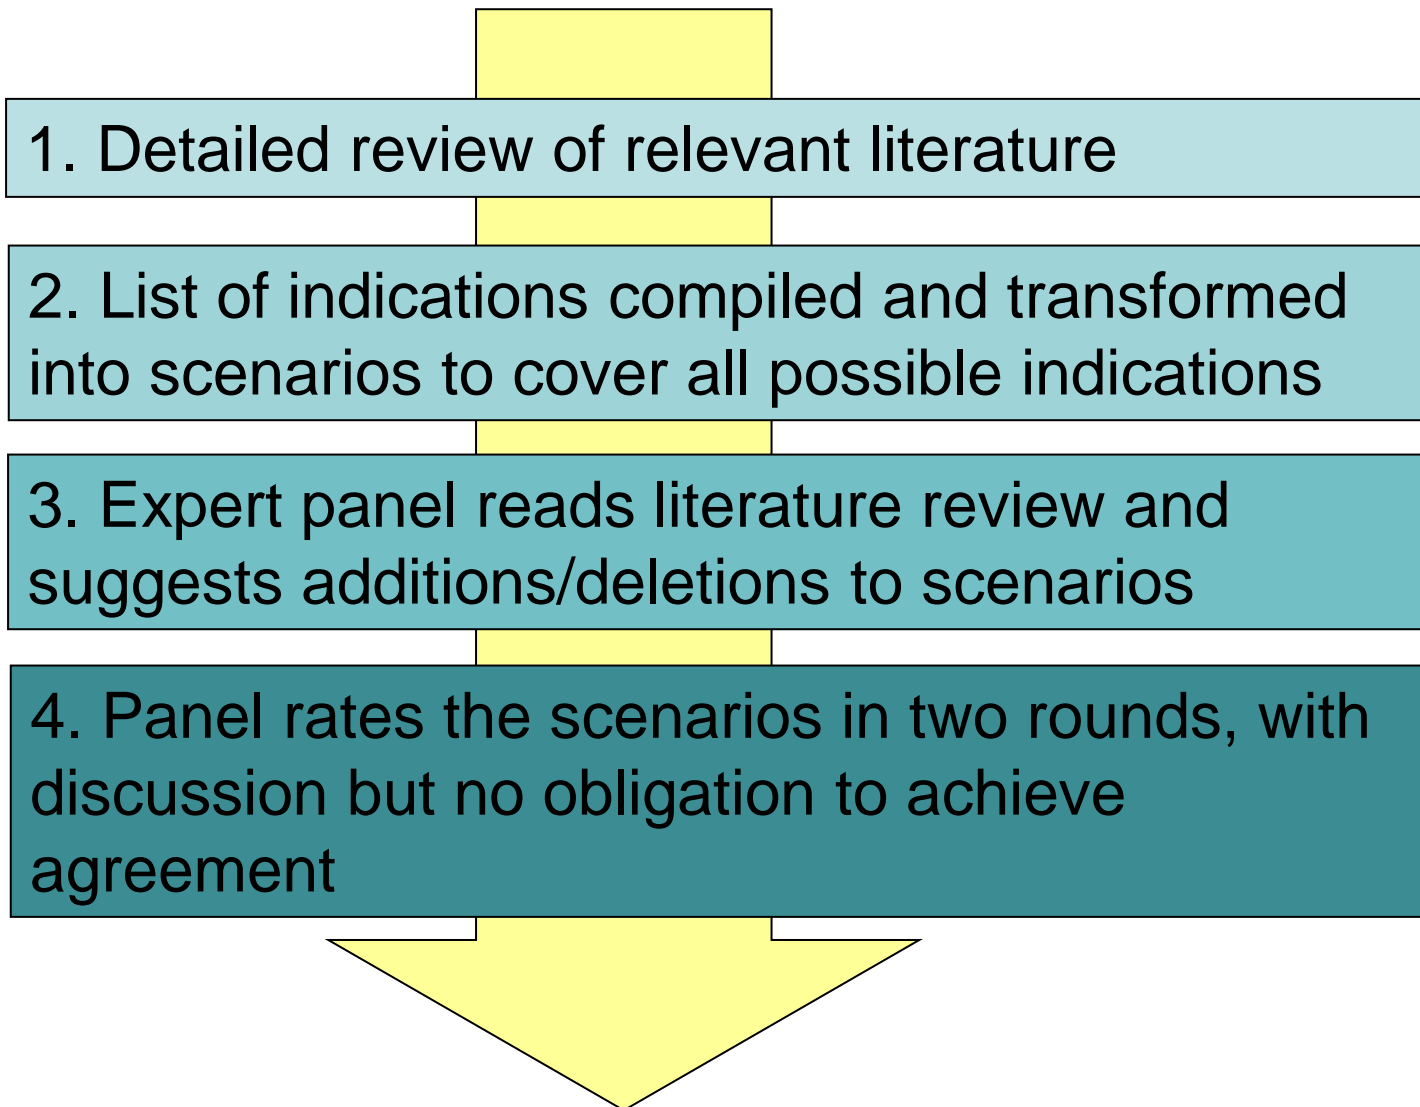 1. Detailed review of relevant literature
2. List of indications compiled and transformed
into scenarios to cover all possible indications
3. Expert panel reads literature review and
suggests additions/deletions to scenarios
4. Panel rates the scenarios in two rounds, with
discussion but no obligation to achieve
agreement